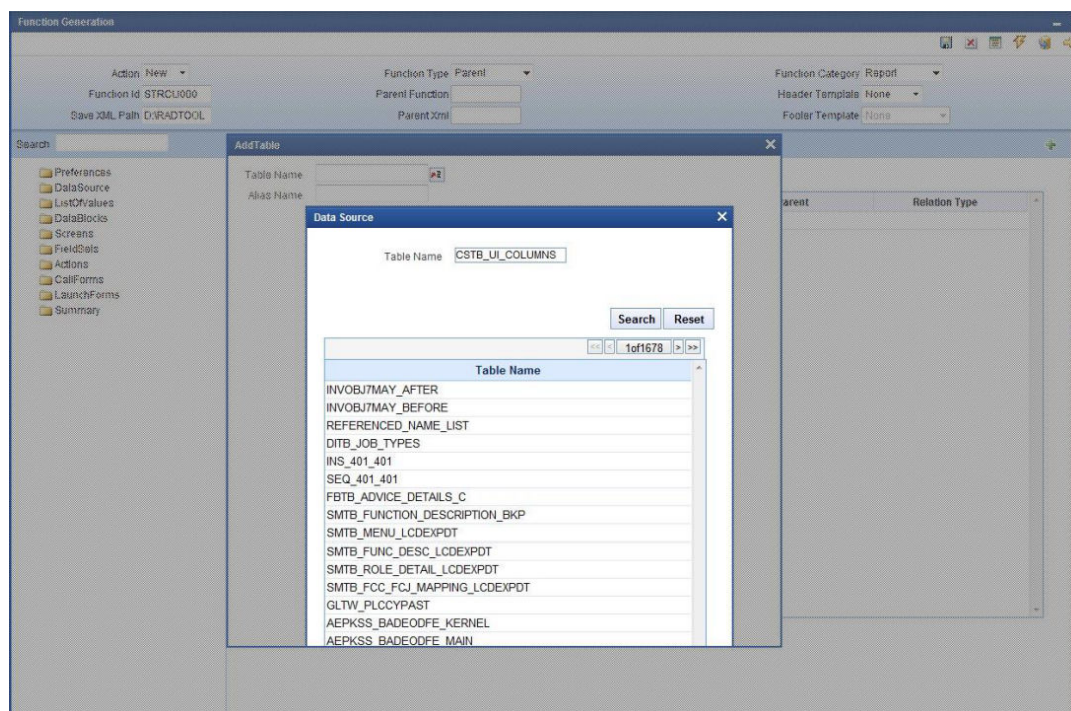 Function Generation
Action New
Function Type Parent
Function Category Report
Function Id STRCU000
Parent Function
Header Template None
Save XML Path D:\RADTOOL
Parent Xml
Footer Template None
Search
AddTable
Preferences
DataSource
ListOfValues
DataBlocks
Screens
FieldSets
Actions
CallForms
LaunchForms
Summary
Table Name
Alias Name
arent
Relation Type
Data Source
Table Name CSTB_UI_COLUMNS
Search Reset
<< < 1of1678 > >>
Table Name
INVOBJ7MAY_AFTER
INVOBJ7MAY_BEFORE
REFERENCED_NAME_LIST
DITB_JOB_TYPES
INS_401_401
SEQ_401_401
FBTB_ADVICE_DETAILS_C
SMTB_FUNCTION_DESCRIPTION_BKP
SMTB_MENU_LCDEXPDT
SMTB_FUNC_DESC_LCDEXPDT
SMTB_ROLE_DETAIL_LCDEXPDT
SMTB_FCC_FCJ_MAPPING_LCDEXPDT
GLTW_PLCCYPAST
AEPKSS_BADEODFE_KERNEL
AEPKSS_BADEODFE_MAIN